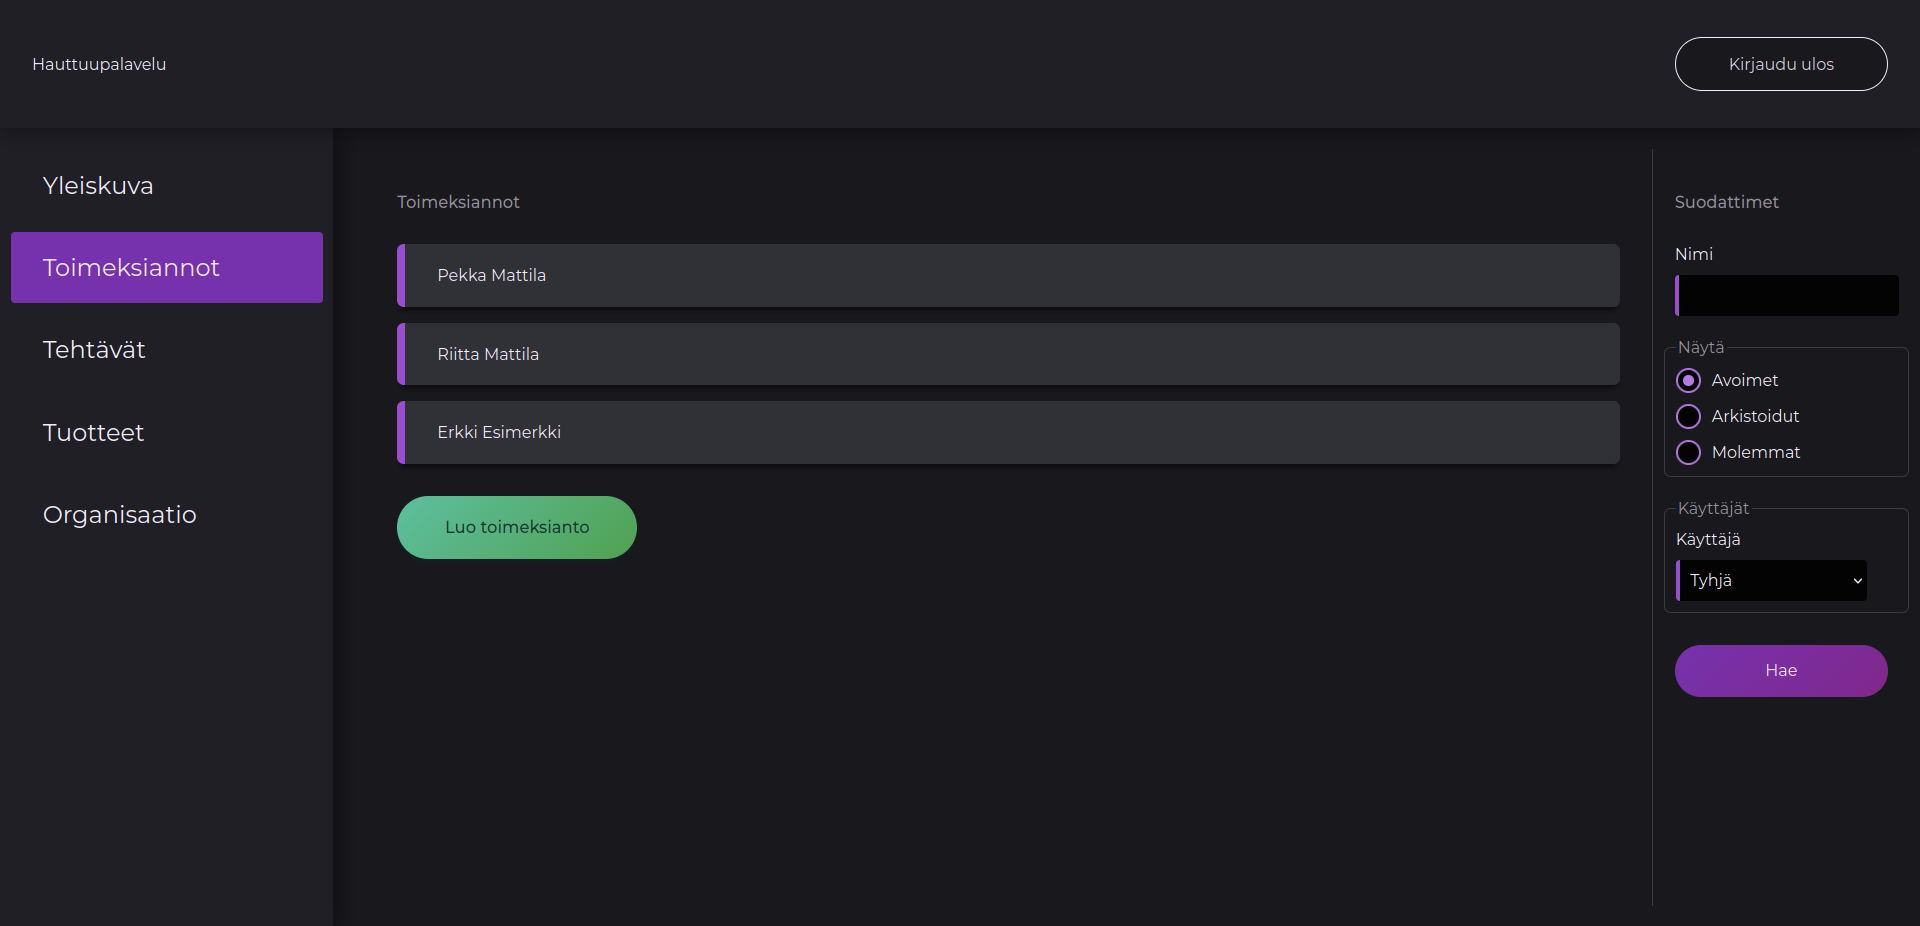 Hauttuupalavelu
Kirjaudu ulos
Yleiskuva
Toimeksiannot
Tehtävät
Tuotteet
Organisaatio
Toimeksiannot
Pekka Mattila
Riitta Mattila
Erkki Esimerkki
Luo toimeksianto
Suodattimet
Nimi
Näytä
Avoimet
Arkistoidut
Molemmat
Käyttäjät
Käyttäjä
Tyhjä
Hae